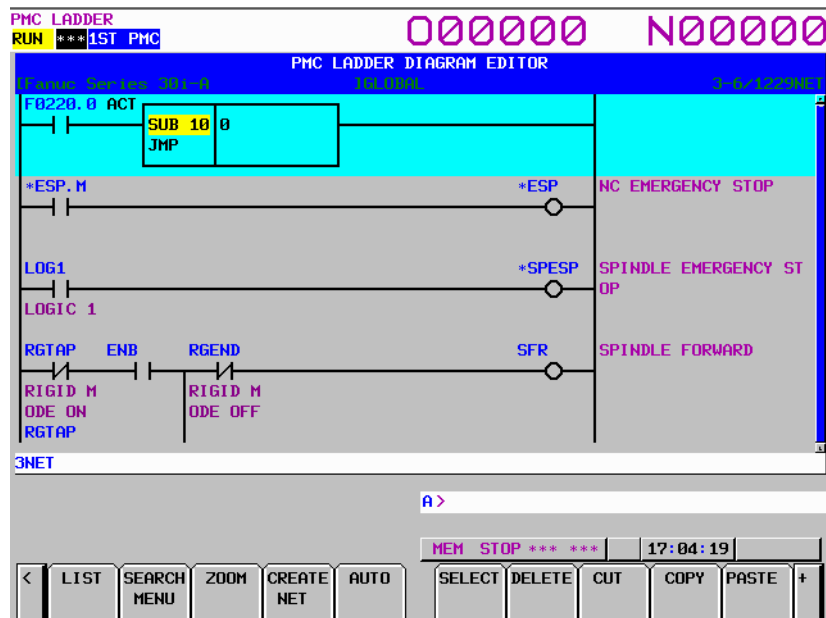 PMC LADDER
RUN ***1ST PMC
O00000 N00000
PMC LADDER DIAGRAM EDITOR
[Fanuc Series 30i-A ]GLOBAL 3-6/1229NET
F0220.0 ACT
SUB 10 0
JMP
*ESP.M *ESP NC EMERGENCY STOP
LOG1 *SPESP SPINDLE EMERGENCY ST
OP
LOGIC 1
RGTAP ENB RGEND SFR SPINDLE FORWARD
RIGID M RIGID M
ODE ON ODE OFF
RGTAP
3NET
A>
MEM STOP *** *** 17:04:19
< LIST SEARCH MENU ZOOM CREATE NET AUTO SELECT DELETE CUT COPY PASTE +